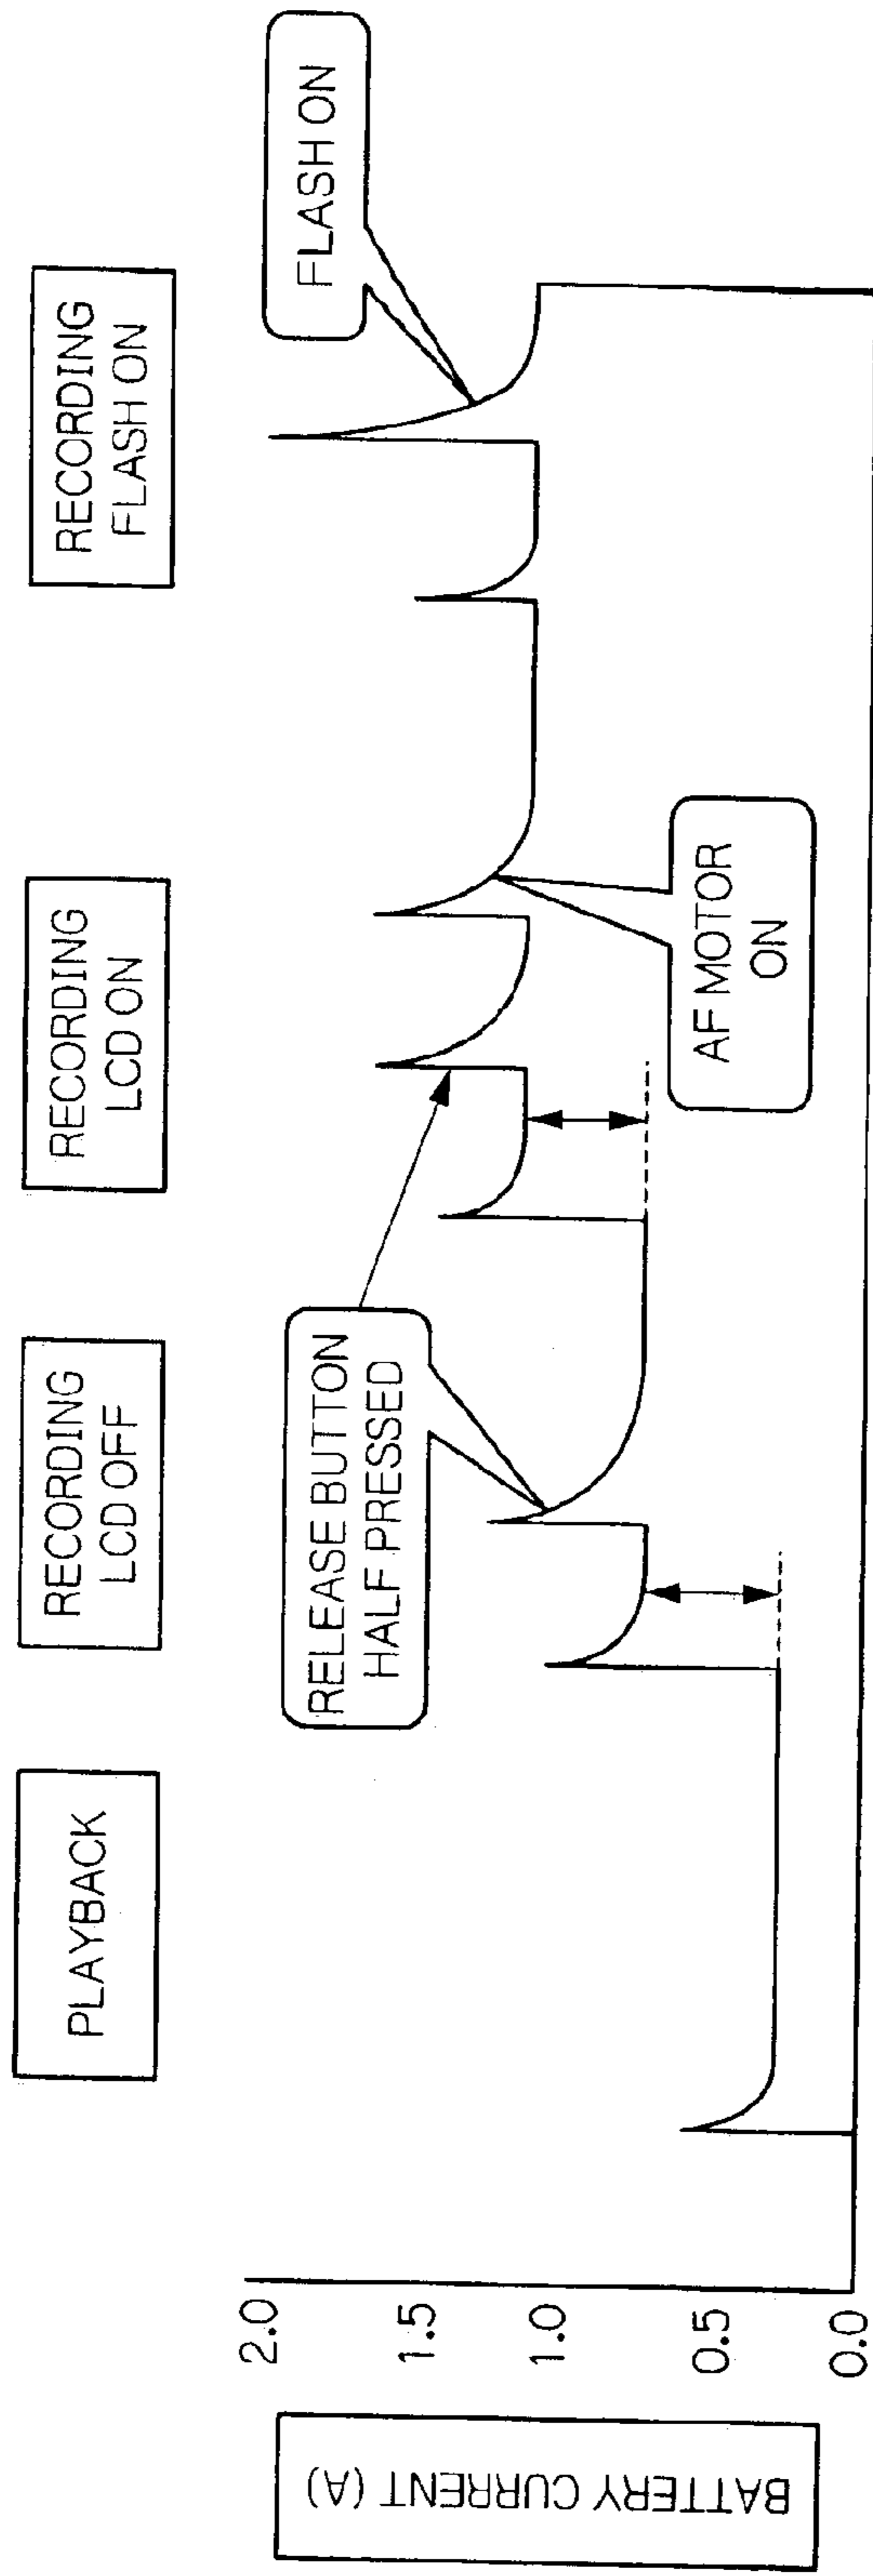 PLAYBACK
RECORDING
LCD OFF
RECORDING
LCD ON
RECORDING
FLASH ON
FLASH ON
RELEASE BUTTON
HALF PRESSED
AF MOTOR
ON
BATTERY CURRENT (A)
2.0
1.5
1.0
0.5
0.0